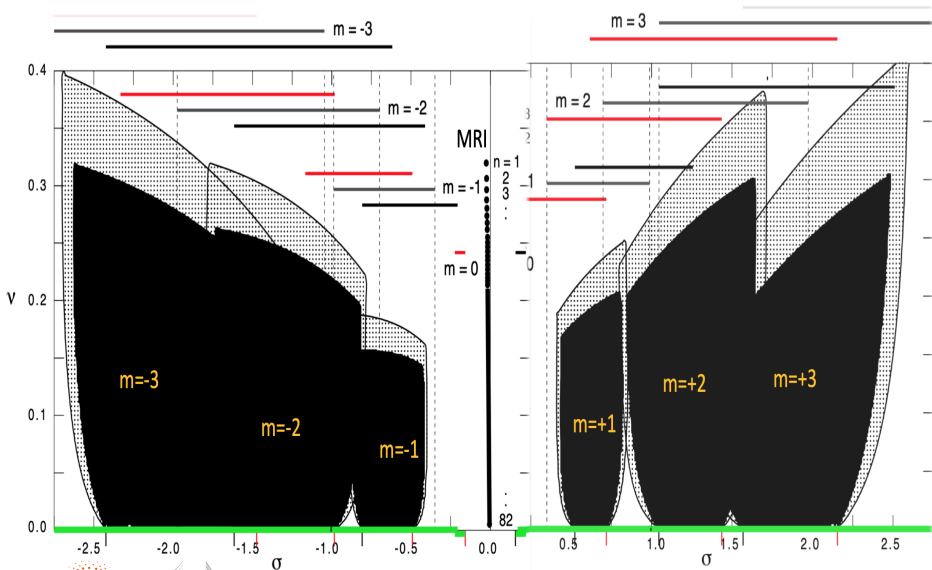 m = -3
m = 3
0.4
m = -2
m = 2
MRI
n = 1
2
3
:
0.3
m = -1
1
m = 0
0
ν
0.2
m=-3
m=-2
m=-1
m=+1
m=+2
m=+3
0.1
:
82
0.0
-2.5 -2.0 -1.5 -1.0 -0.5 0.0 0.5 1.0 1.5 2.0 2.5
σ σ